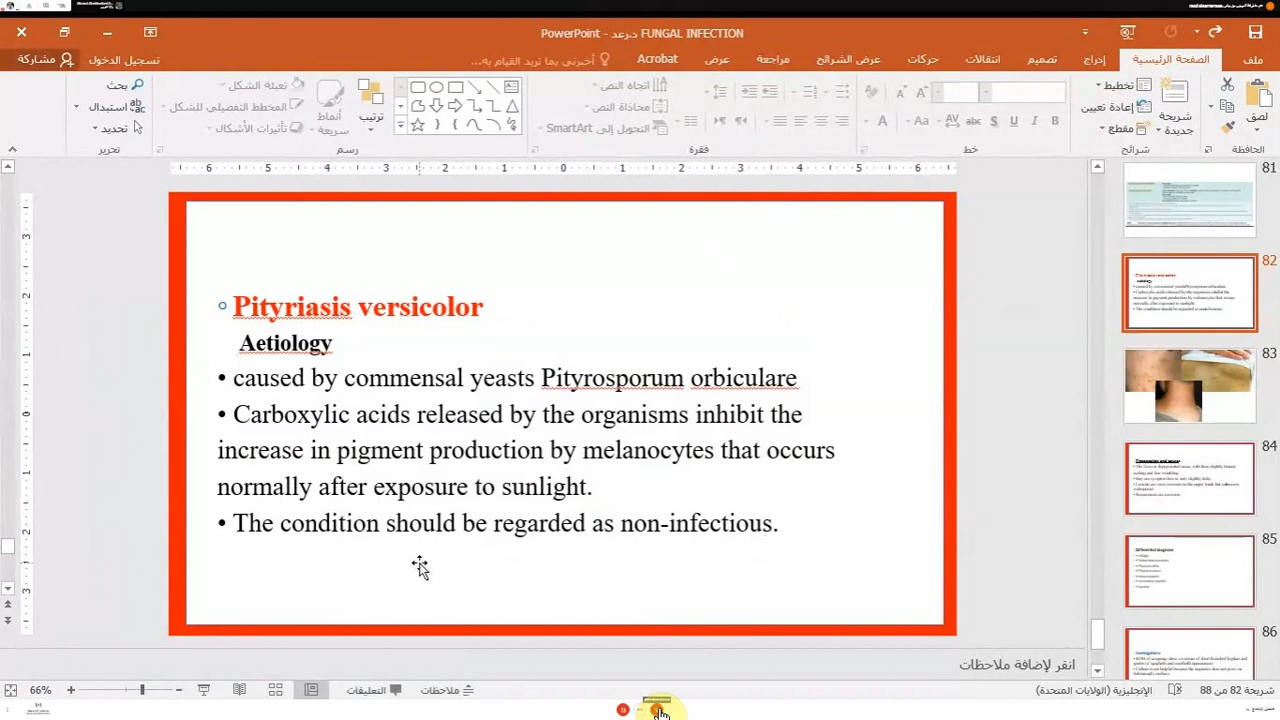 FUNGAL INFECTION د.رعد - PowerPoint
ملف
الصفحة الرئيسية
إدراج
تصميم
انتقالات
حركات
عرض الشرائح
مراجعة
عرض
Acrobat
أخبرني بما تريد القيام به...
تسجيل الدخول
مشاركة
لصق
الحافظة
شريحة جديدة
تخطيط
إعادة تعيين
مقطع
شرائح
خط
اتجاه النص
محاذاة النص
التحويل إلى SmartArt
فقرة
ترتيب
أنماط سريعة
تعبئة الشكل
المخطط التفصيلي للشكل
تأثيرات الأشكال
رسم
بحث
استبدال
تحديد
تحرير
Pityriasis versicolor
Aetiology
• caused by commensal yeasts Pityrosporum orbiculare
• Carboxylic acids released by the organisms inhibit the
increase in pigment production by melanocytes that occurs
normally after exposure to sunlight.
• The condition should be regarded as non-infectious.
81
82
83
84
85
86
انقر لإضافة ملاحظات
شريحة 82 من 88
الإنجليزية (الولايات المتحدة)
ملاحظات
التعليقات
66%